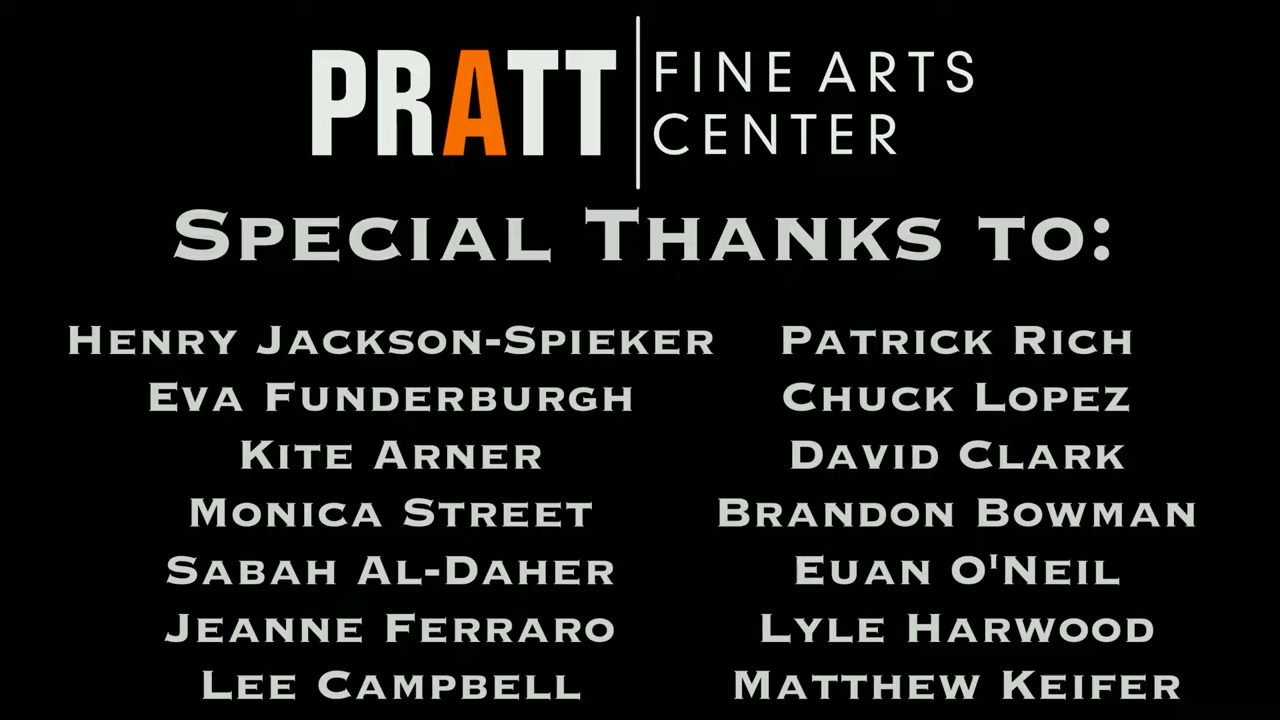 PRATT FINE ARTS CENTER
SPECIAL THANKS TO:
HENRY JACKSON-SPIEKER
EVA FUNDERBURGH
KITE ARNER
MONICA STREET
SABAH AL-DAHER
JEANNE FERRARO
LEE CAMPBELL
PATRICK RICH
CHUCK LOPEZ
DAVID CLARK
BRANDON BOWMAN
EUAN O'NEIL
LYLE HARWOOD
MATTHEW KEIFER